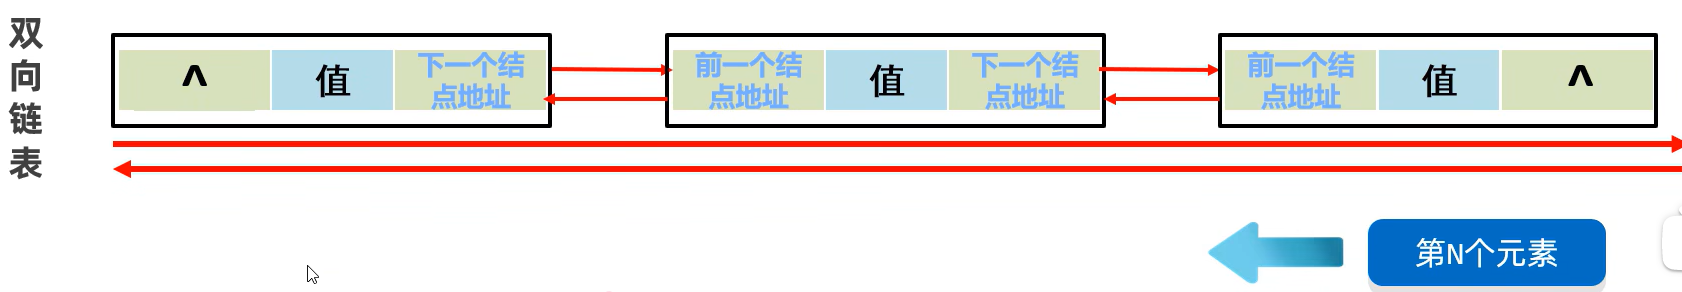 双向链表
^ 值 下一个结
点地址
前一个结
点地址
值 下一个结
点地址
前一个结
点地址
值 ^
第N个元素